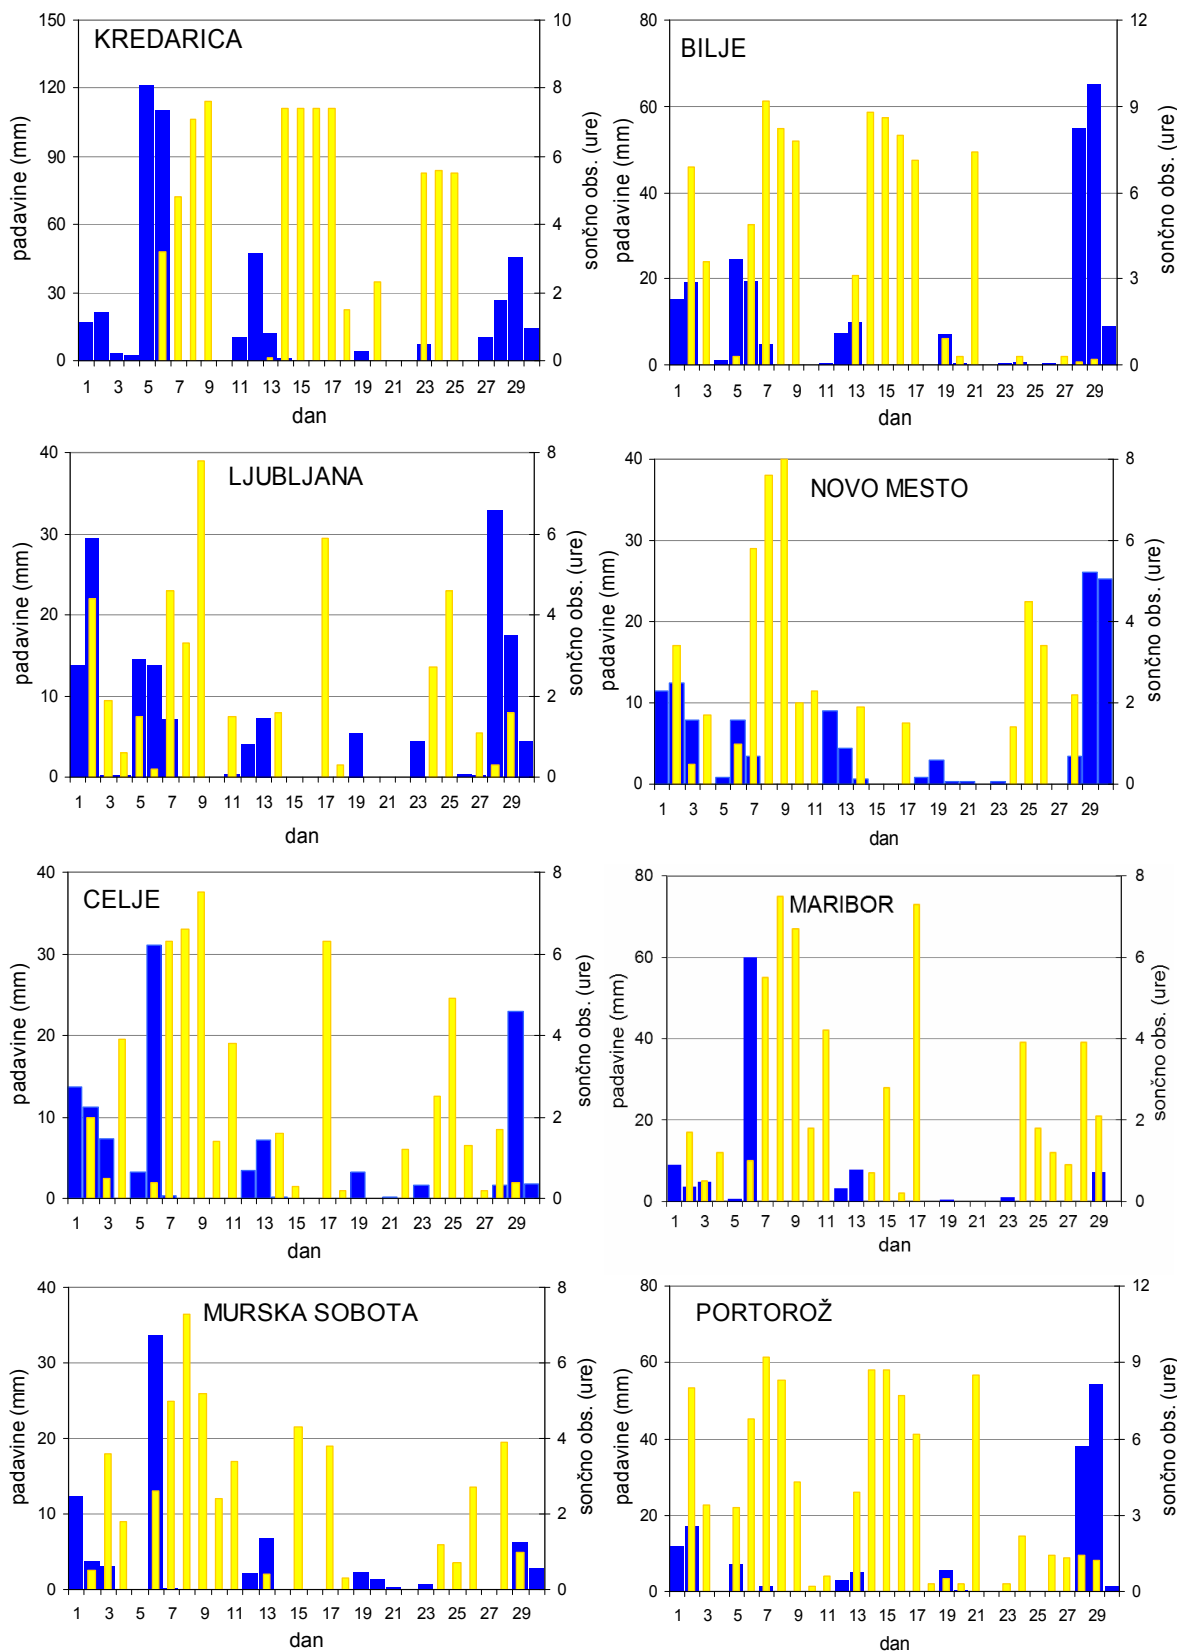 KREDARICA
padavine (mm)
150
120
90
60
30
0
10
8
6
4
2
0
sončno obs. (ure)
1 3 5 7 9 11 13 15 17 19 21 23 25 27 29
dan
BILJE
padavine (mm)
80
60
40
20
0
12
9
6
3
0
sončno obs. (ure)
1 3 5 7 9 11 13 15 17 19 21 23 25 27 29
dan
LJUBLJANA
padavine (mm)
40
30
20
10
0
8
6
4
2
0
sončno obs. (ure)
1 3 5 7 9 11 13 15 17 19 21 23 25 27 29
dan
NOVO MESTO
padavine (mm)
40
30
20
10
0
8
6
4
2
0
sončno obs. (ure)
1 3 5 7 9 11 13 15 17 19 21 23 25 27 29
dan
CELJE
padavine (mm)
40
30
20
10
0
8
6
4
2
0
sončno obs. (ure)
1 3 5 7 9 11 13 15 17 19 21 23 25 27 29
dan
MARIBOR
padavine (mm)
80
60
40
20
0
8
6
4
2
0
sončno obs. (ure)
1 3 5 7 9 11 13 15 17 19 21 23 25 27 29
dan
MURSKA SOBOTA
padavine (mm)
40
30
20
10
0
8
6
4
2
0
sončno obs. (ure)
1 3 5 7 9 11 13 15 17 19 21 23 25 27 29
dan
PORTOROŽ
padavine (mm)
80
60
40
20
0
12
9
6
3
0
sončno obs. (ure)
1 3 5 7 9 11 13 15 17 19 21 23 25 27 29
dan